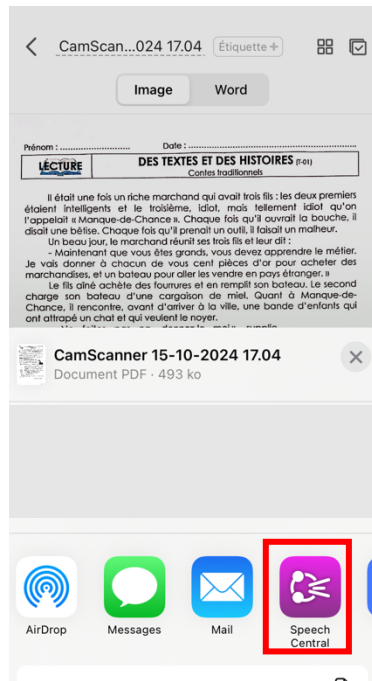 CamScan...024 17.04 Étiquette +
Image Word
Prénom : ............................ Date : ................................................................
LECTURE DES TEXTES ET DES HISTOIRES (T-01)
Contes traditionnels
Il était une fois un riche marchand qui avait trois fils : les deux premiers
étaient intelligents et le troisième, idiot, mais tellement idiot qu'on
l'appelait « Manque-de-Chance ». Chaque fois qu'il ouvrait la bouche, il
disait une bêtise. Chaque fois qu'il prenait un outil, il faisait un malheur.
Un beau jour, le marchand réunit ses trois fils et leur dit :
- Maintenant que vous êtes grands, vous devez apprendre le métier.
Je vais donner à chacun de vous cent pièces d'or pour acheter des
marchandises, et un bateau pour aller les vendre en pays étranger. »
Le fils aîné achète des fourrures et en remplit son bateau. Le second
charge son bateau d'une cargaison de miel. Quant à Manque-de-
Chance, il rencontre, avant d'arriver à la ville, une bande d'enfants qui
ont attrapé un chat et qui veulent le noyer.
CamScanner 15-10-2024 17.04
Document PDF · 493 ko
AirDrop Messages Mail Speech
Central